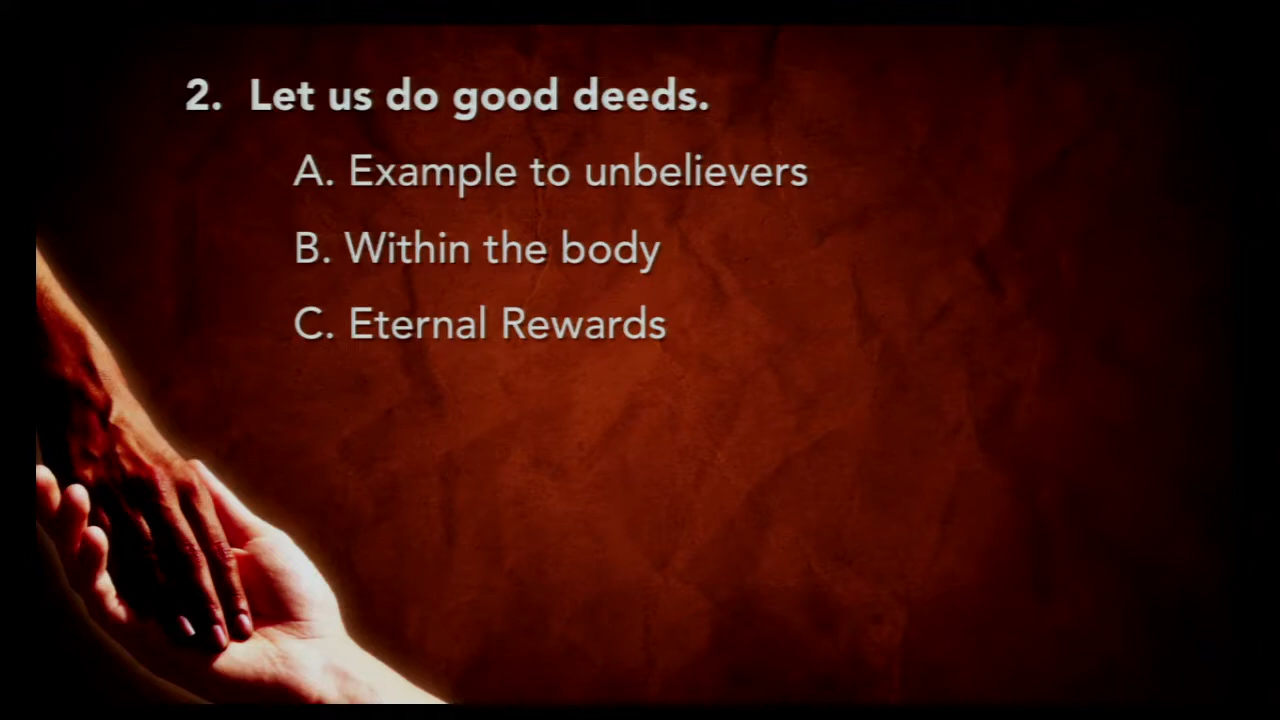 2. Let us do good deeds.
A. Example to unbelievers
B. Within the body
C. Eternal Rewards